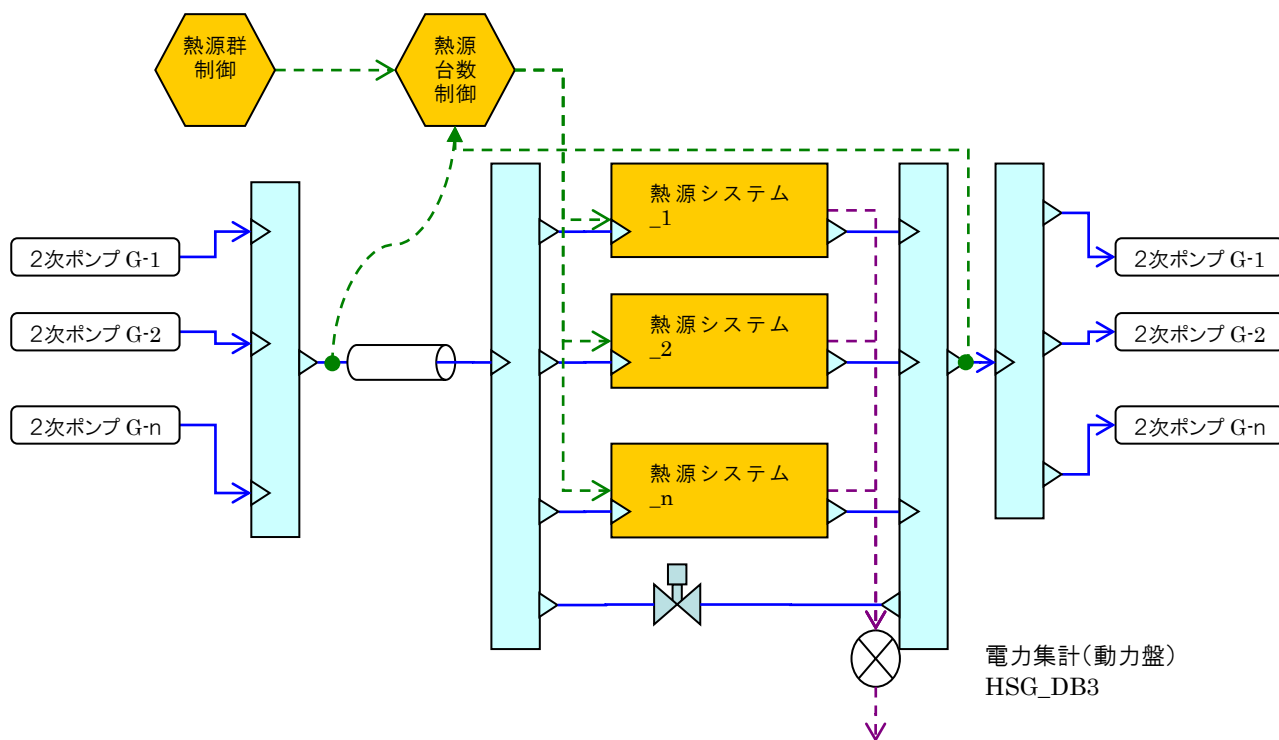 熱源群
制御
熱源
台数
制御
熱源システム
_1
2次ポンプ G-1
2次ポンプ G-1
熱源システム
_2
2次ポンプ G-2
2次ポンプ G-2
2次ポンプ G-n
2次ポンプ G-n
熱源システム
_n
電力集計(動力盤)
HSG_DB3